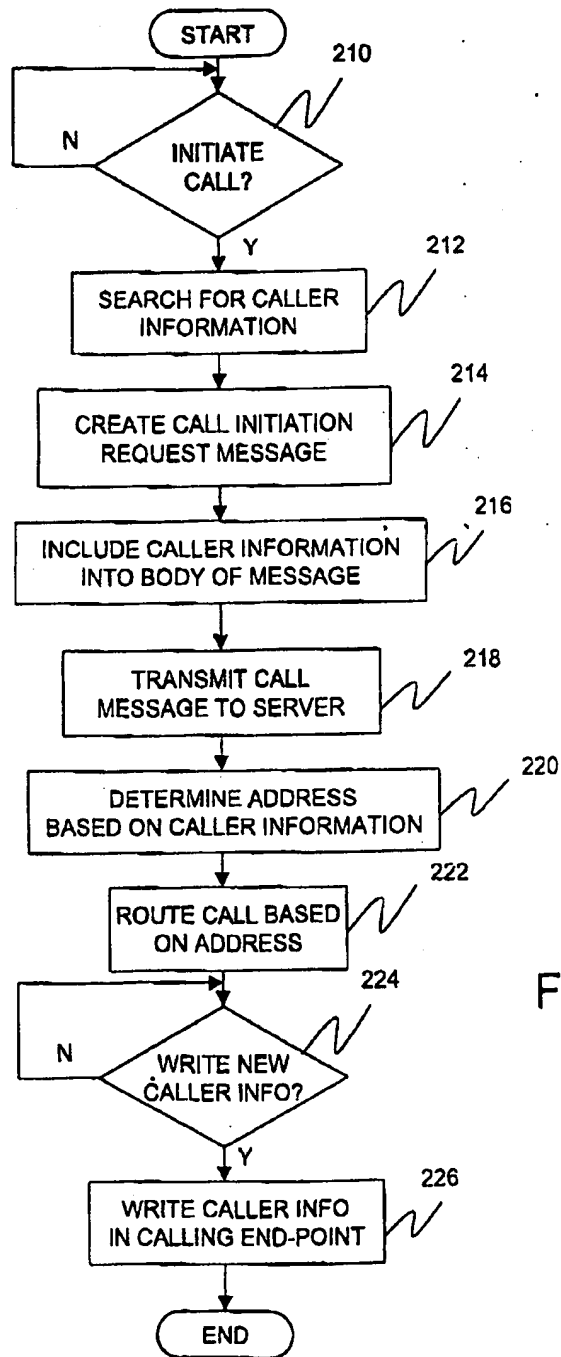 START
210
N
INITIATE
CALL?
Y
212
SEARCH FOR CALLER
INFORMATION
214
CREATE CALL INITIATION
REQUEST MESSAGE
216
INCLUDE CALLER INFORMATION
INTO BODY OF MESSAGE
218
TRANSMIT CALL
MESSAGE TO SERVER
220
DETERMINE ADDRESS
BASED ON CALLER INFORMATION
222
ROUTE CALL BASED
ON ADDRESS
224
F
N
WRITE NEW
CALLER INFO?
Y
226
WRITE CALLER INFO
IN CALLING END-POINT
END